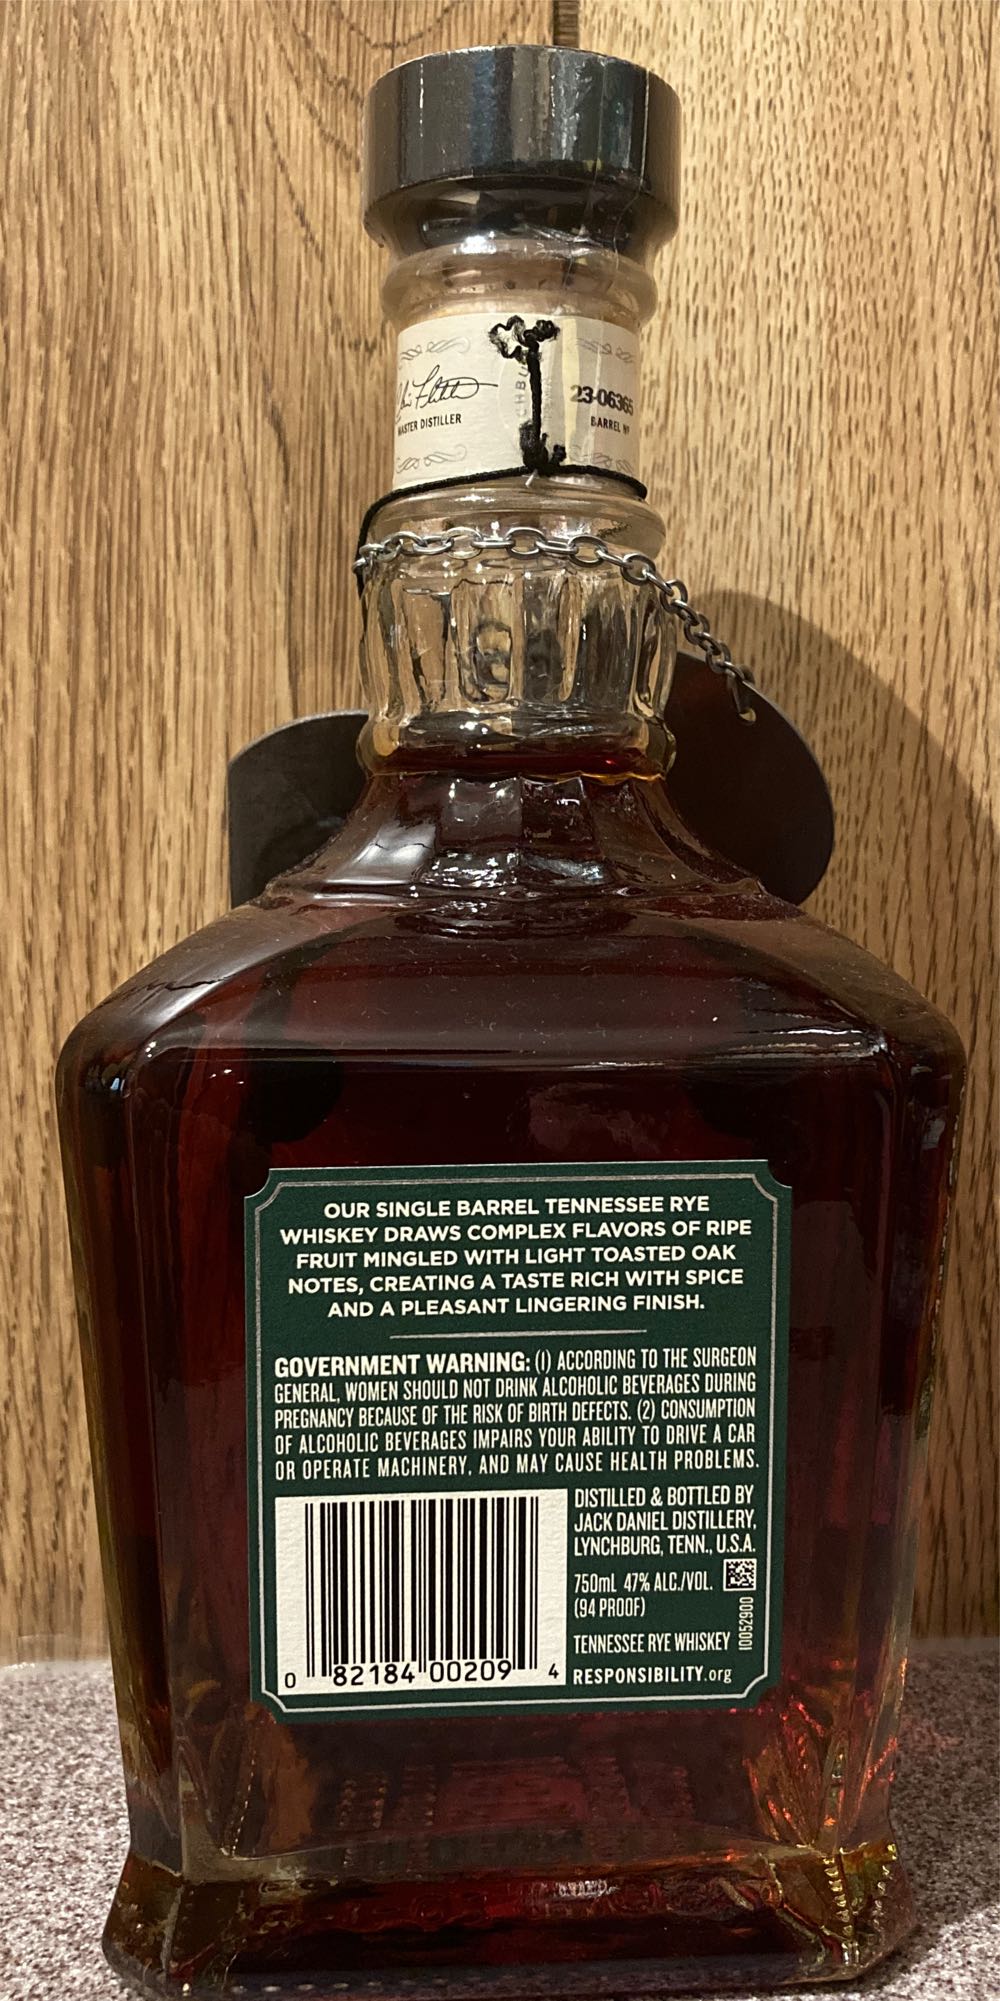 MASTER DISTILLER
CHBU
23-06365
BARREL Nº
OUR SINGLE BARREL TENNESSEE RYE
WHISKEY DRAWS COMPLEX FLAVORS OF RIPE
FRUIT MINGLED WITH LIGHT TOASTED OAK
NOTES, CREATING A TASTE RICH WITH SPICE
AND A PLEASANT LINGERING FINISH.
GOVERNMENT WARNING: (1) ACCORDING TO THE SURGEON
GENERAL, WOMEN SHOULD NOT DRINK ALCOHOLIC BEVERAGES DURING
PREGNANCY BECAUSE OF THE RISK OF BIRTH DEFECTS. (2) CONSUMPTION
OF ALCOHOLIC BEVERAGES IMPAIRS YOUR ABILITY TO DRIVE A CAR
OR OPERATE MACHINERY, AND MAY CAUSE HEALTH PROBLEMS.
DISTILLED & BOTTLED BY
JACK DANIEL DISTILLERY,
LYNCHBURG, TENN., U.S.A.
750mL 47% ALC./VOL.
(94 PROOF)
TENNESSEE RYE WHISKEY
10052900
RESPONSIBILITY.org
0 82184 00209 4